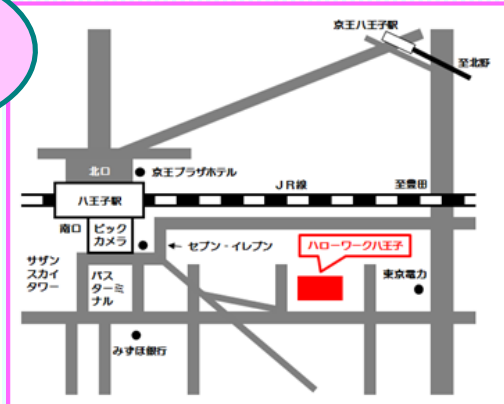 京王八王子駅
至北野
北口
京王プラザホテル
JR線
至豊田
八王子駅
南口
ビック
カメラ
セブン・イレブン
ハローワーク八王子
サザン
スカイ
タワー
バス
ターミ
ナル
東京電力
みずほ銀行